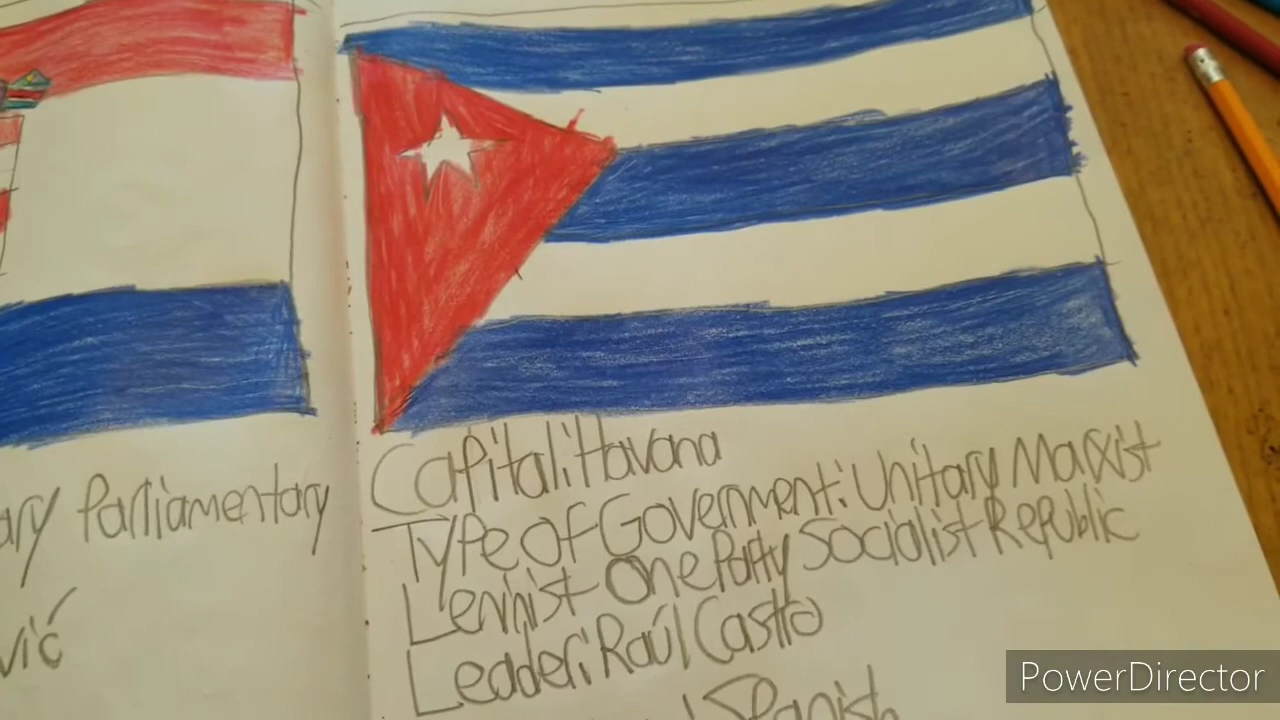 ary Parliamentary
vić
Capital: Havana
Type of Government: Unitary Marxist
Leninist One Party Socialist Republic
Leader: Raúl Castro
Spanish
PowerDirector